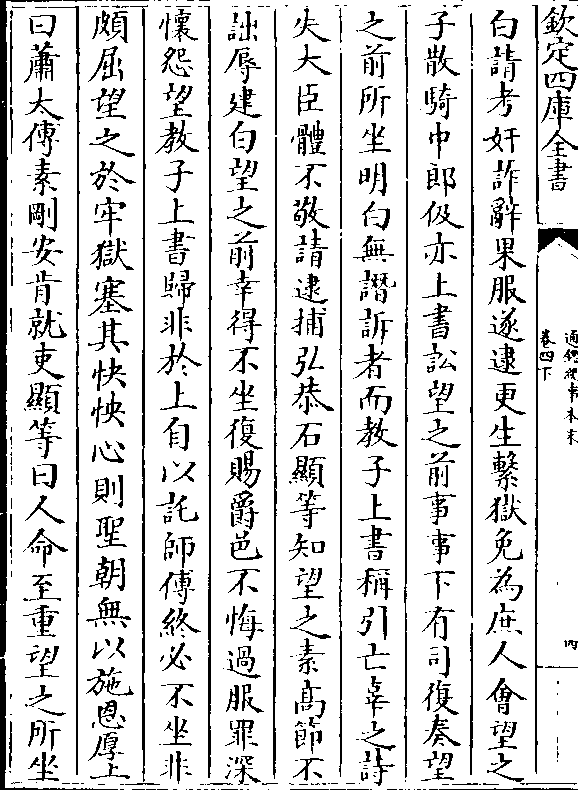 欽定四庫全書
通鑑紀事本末
卷四下
四
白請考奸詐辭果服遂逮更生繫獄免為庶人會望之
子散騎中郎伋亦上書訟望之前事事下有司復奏望
之前所坐明白無譖訴者而教子上書稱引亡辜之詩
失大臣體不敬請逮捕弘恭石顯等知望之素髙節不
詘辱建白望之前幸得不坐復賜爵邑不悔過服罪深
懷怨望教子上書歸非於上自以託師傅終必不坐非
頗屈望之於牢獄塞其怏怏心則聖朝無以施恩厚上
曰蕭太傅素剛安肯就吏顯等曰人命至重望之所坐